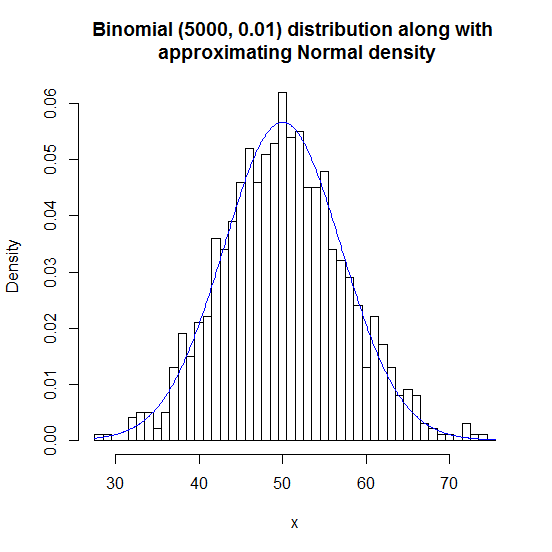 Binomial (5000, 0.01) distribution along with
approximating Normal density
0.06
0.05
0.04
0.03
0.02
0.01
0.00
Density
30 40 50 60 70
x